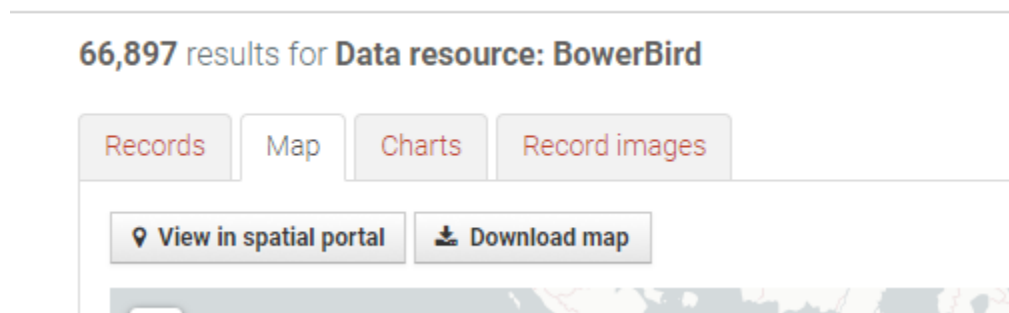 66,897 results for Data resource: BowerBird
Records Map Charts Record images
View in spatial portal Download map